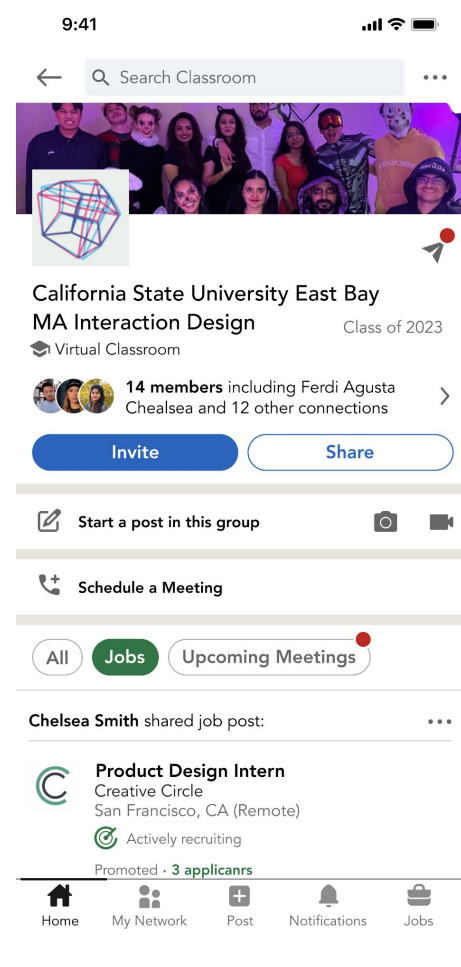 9:41
Search Classroom
California State University East Bay
MA Interaction Design
Class of 2023
Virtual Classroom
14 members including Ferdi Agusta
Chealsea and 12 other connections
Invite
Share
Start a post in this group
Schedule a Meeting
All
Jobs
Upcoming Meetings
Chelsea Smith shared job post:
Product Design Intern
Creative Circle
San Francisco, CA (Remote)
Actively recruiting
Promoted · 3 applicanrs
Home
My Network
Post
Notifications
Jobs